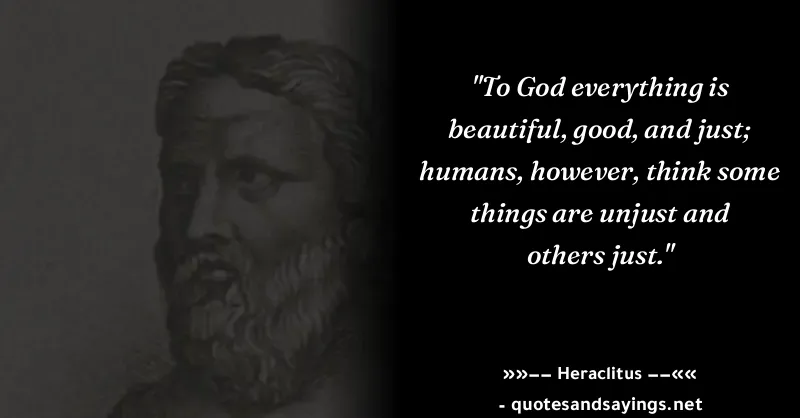 "To God everything is
beautiful, good, and just;
humans, however, think some
things are unjust and
others just."
»»−− Heraclitus −−««
- quotesandsayings.net